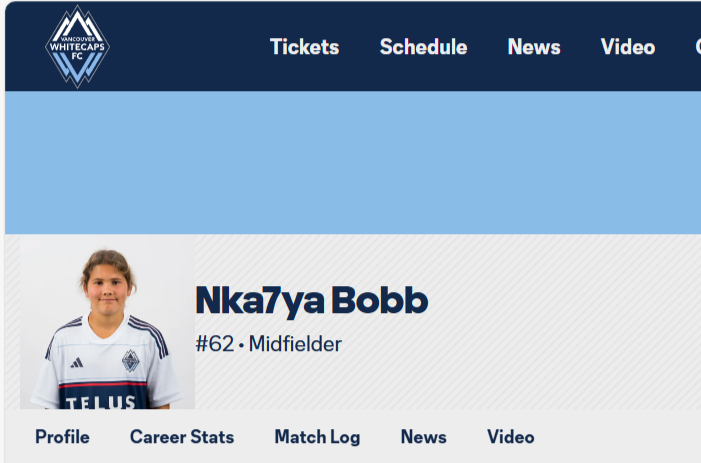 VANCOUVER
WHITECAPS
FC
Tickets Schedule News Video
Nka7ya Bobb
#62 • Midfielder
TELUS
Profile Career Stats Match Log News Video